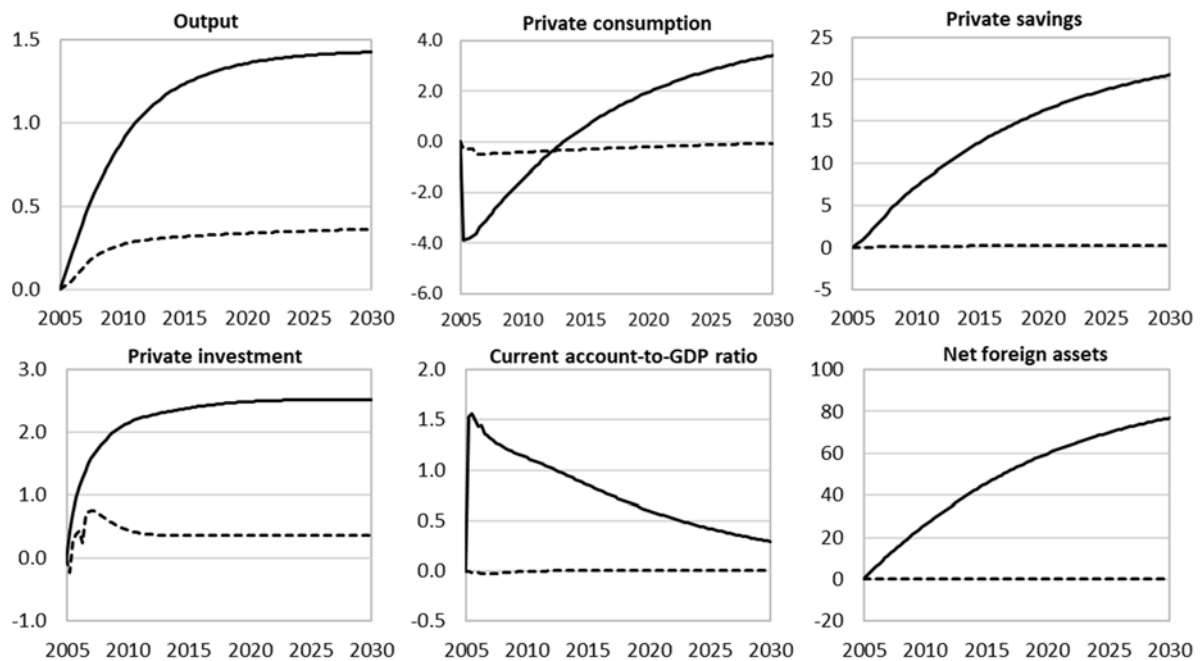 Output
1.5
1.0
0.5
0.0
2005 2010 2015 2020 2025 2030
Private consumption
4.0
2.0
0.0
-2.0
-4.0
-6.0
2005 2010 2015 2020 2025 2030
Private savings
25
20
15
10
5
0
-5
2005 2010 2015 2020 2025 2030
Private investment
3.0
2.0
1.0
0.0
-1.0
2005 2010 2015 2020 2025 2030
Current account-to-GDP ratio
2.0
1.5
1.0
0.5
0.0
-0.5
2005 2010 2015 2020 2025 2030
Net foreign assets
100
80
60
40
20
0
-20
2005 2010 2015 2020 2025 2030